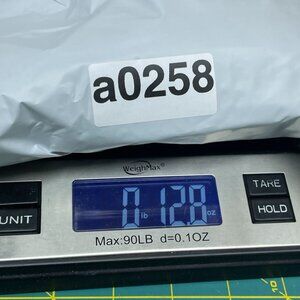 a0258
WeighMax
TARE
0 lb 12.8 oz
HOLD
UNIT
Max:90LB d=0.1OZ